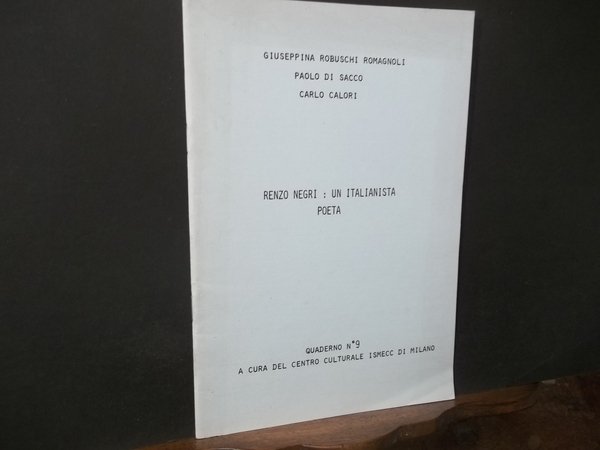 GIUSEPPINA ROBUSCHI ROMAGNOLI
PAOLO DI SACCO
CARLO CALORI
RENZO NEGRI : UN ITALIANISTA
POETA
QUADERNO N°9
A CURA DEL CENTRO CULTURALE ISMECC DI MILANO